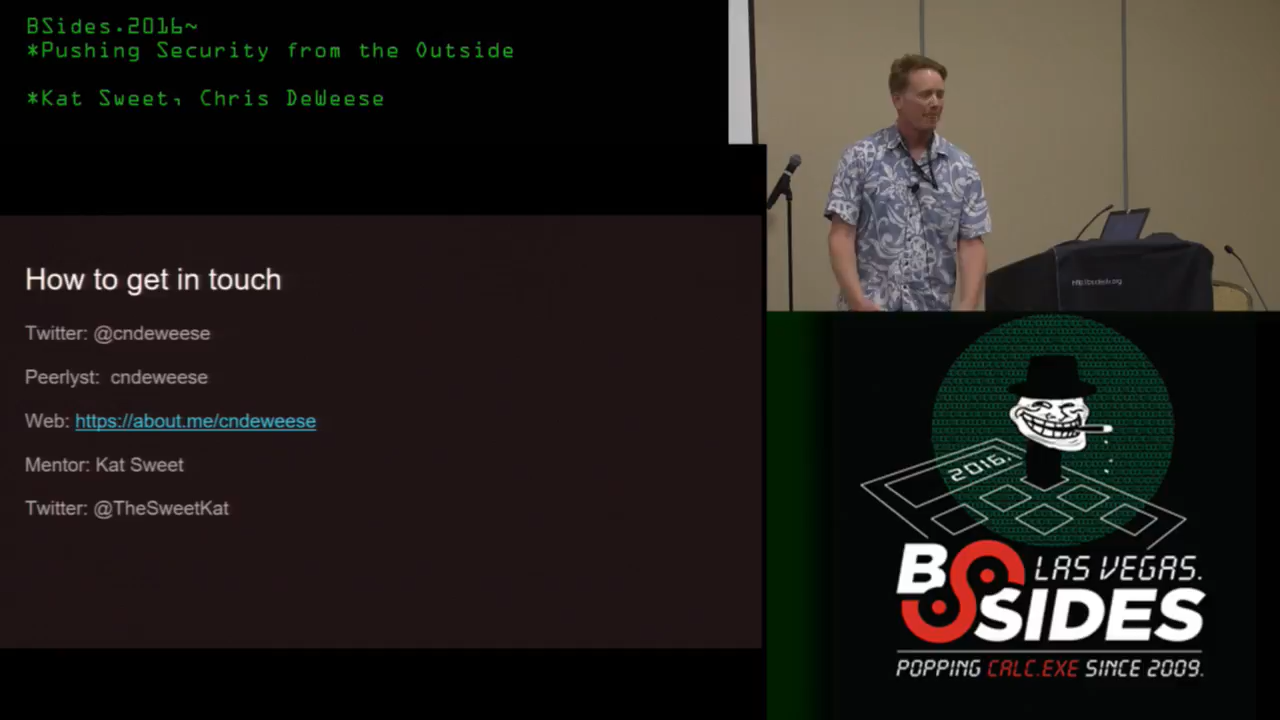 BSides.2016~
*Pushing Security from the Outside
*Kat Sweet, Chris DeWeese
How to get in touch
Twitter: @cndeweese
Peerlyst: cndeweese
Web: https://about.me/cndeweese
Mentor: Kat Sweet
Twitter: @TheSweetKat
2016.
BSIDES
LAS VEGAS.
POPPING CALC.EXE SINCE 2009.